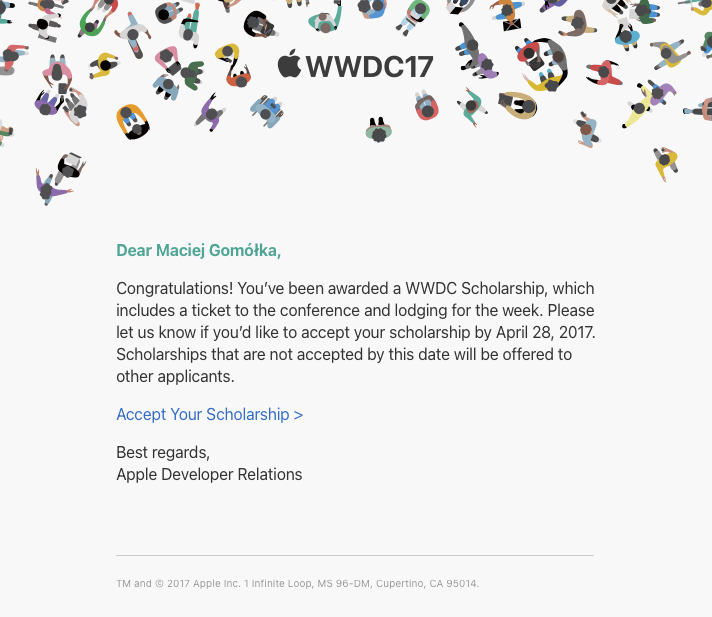 WWDC17
Dear Maciej Gomółka,
Congratulations! You’ve been awarded a WWDC Scholarship, which
includes a ticket to the conference and lodging for the week. Please
let us know if you’d like to accept your scholarship by April 28, 2017.
Scholarships that are not accepted by this date will be offered to
other applicants.
Accept Your Scholarship >
Best regards,
Apple Developer Relations
TM and © 2017 Apple Inc. 1 Infinite Loop, MS 96-DM, Cupertino, CA 95014.